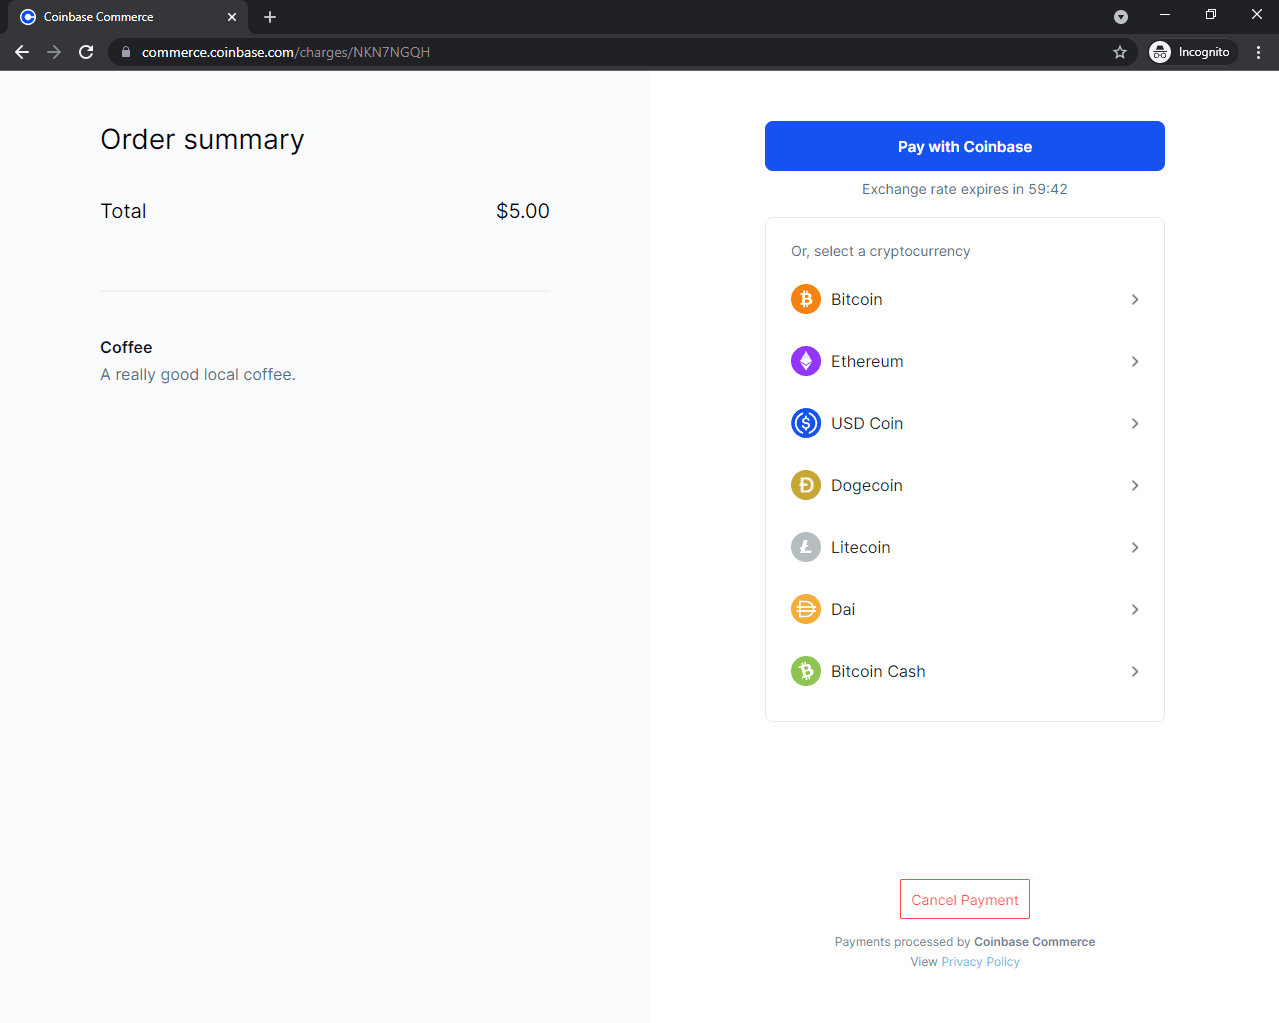 Coinbase Commerce
commerce.coinbase.com/charges/NKN7NGQH
Incognito
Order summary
Total $5.00
Coffee
A really good local coffee.
Pay with Coinbase
Exchange rate expires in 59:42
Or, select a cryptocurrency
Bitcoin
Ethereum
USD Coin
Dogecoin
Litecoin
Dai
Bitcoin Cash
Cancel Payment
Payments processed by Coinbase Commerce
View Privacy Policy